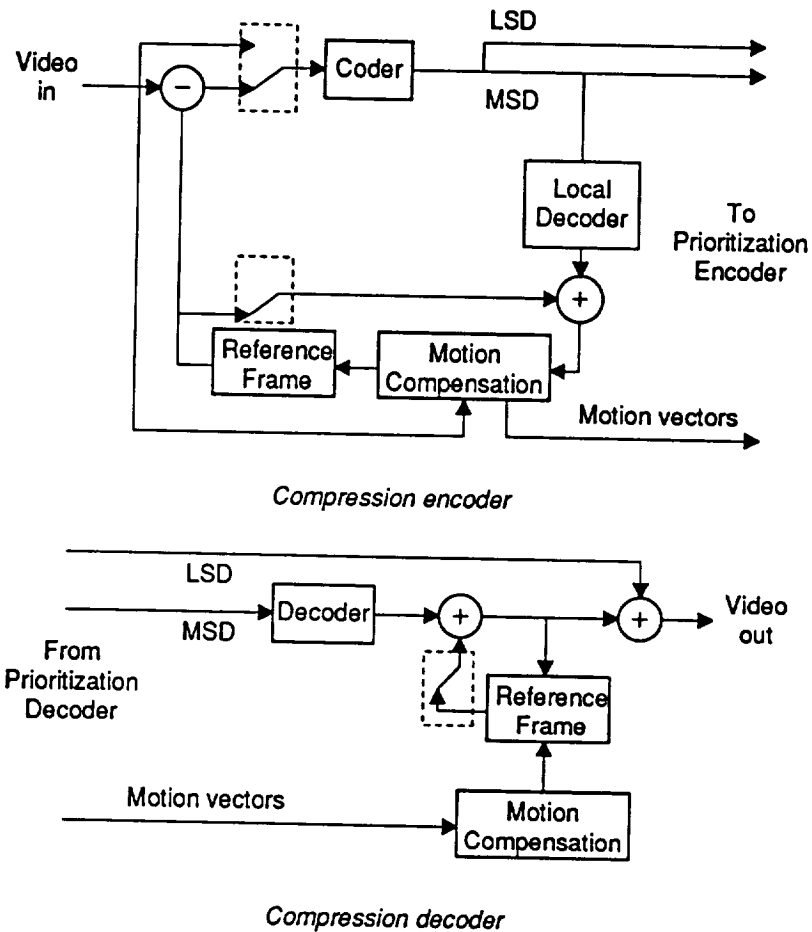 LSD
Video
in
−
Coder
MSD
Local
Decoder
To
Prioritization
Encoder
+
Reference
Frame
Motion
Compensation
Motion vectors
Compression encoder
LSD
MSD
Decoder
+
+
Video
out
From
Prioritization
Decoder
Reference
Frame
Motion vectors
Motion
Compensation
Compression decoder